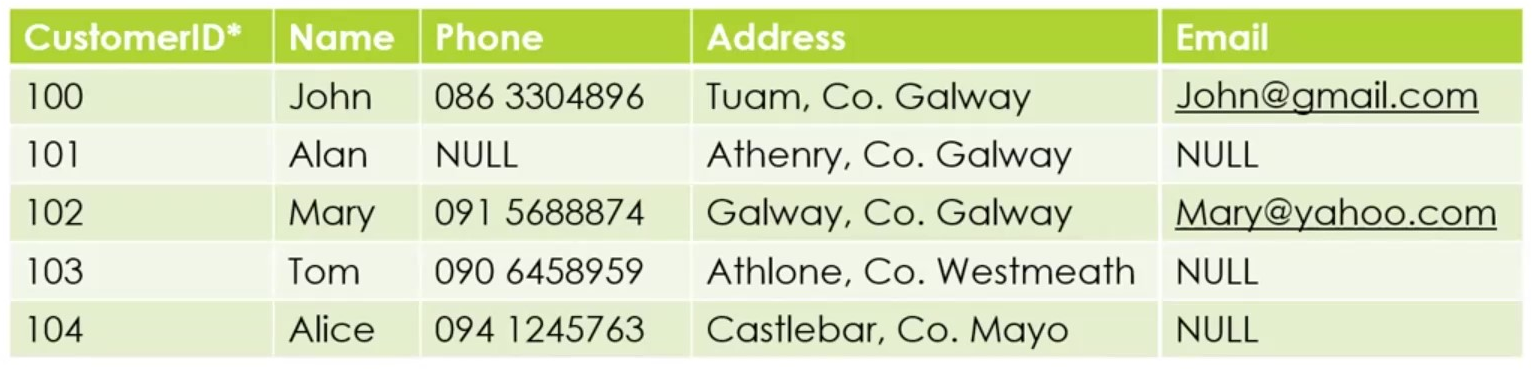 CustomerID* Name Phone Address Email
100 John 086 3304896 Tuam, Co. Galway John@gmail.com
101 Alan NULL Athenry, Co. Galway NULL
102 Mary 091 5688874 Galway, Co. Galway Mary@yahoo.com
103 Tom 090 6458959 Athlone, Co. Westmeath NULL
104 Alice 094 1245763 Castlebar, Co. Mayo NULL